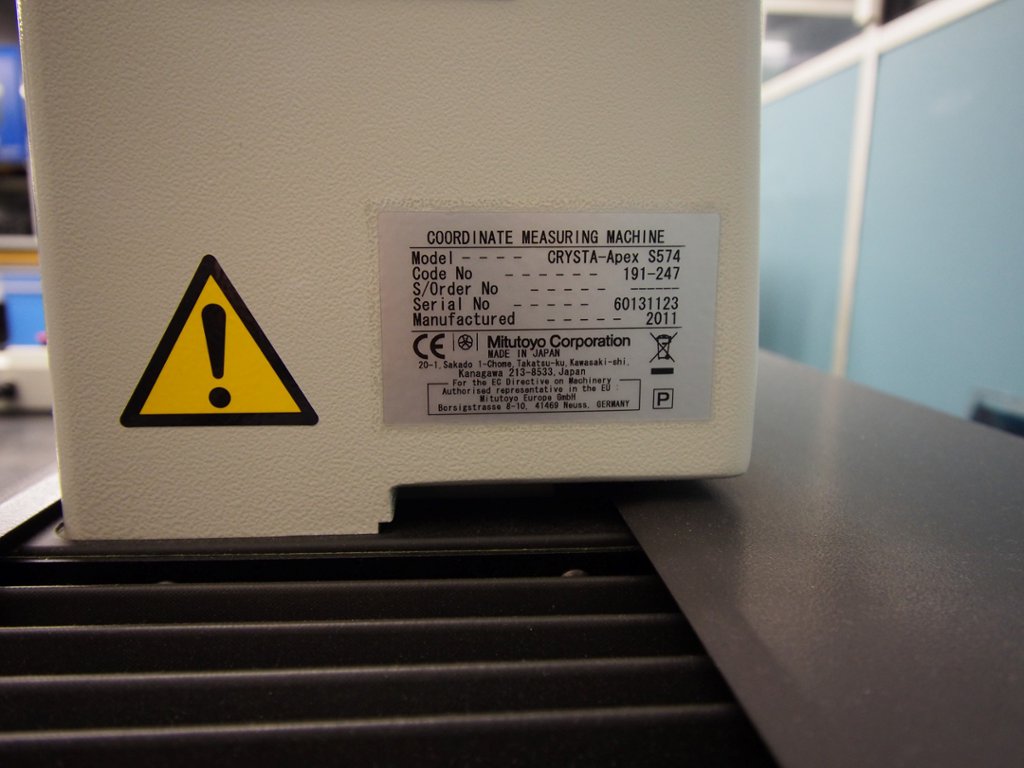 COORDINATE MEASURING MACHINE
Model - - - - CRYSTA-Apex S574
Code No - - - - - - 191-247
S/Order No - - - - - ------
Serial No - - - - - 60131123
Manufactured - - - - - 2011
CE Mitutoyo Corporation
MADE IN JAPAN
20-1, Sakado 1-Chome, Takatsu-ku, Kawasaki-shi,
Kanagawa 213-8533, Japan
For the EC Directive on Machinery
Authorised representative in the EU :
Mitutoyo Europe GmbH
Borsigstrasse 8-10, 41469 Neuss, GERMANY
P
!